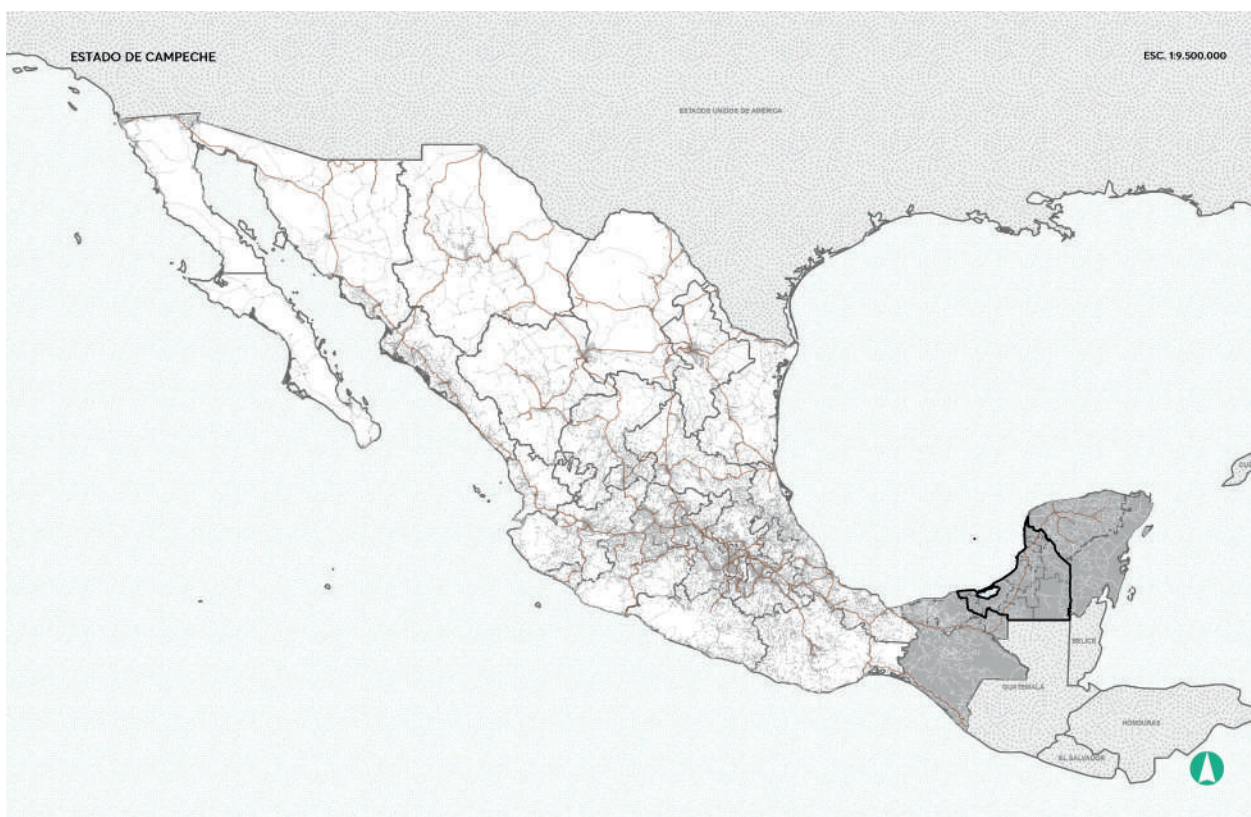 ESTADO DE CAMPECHE
ESC. 1:9.500.000
ESTADOS UNIDOS DE AMÉRICA
BELICE
GUATEMALA
HONDURAS
EL SALVADOR